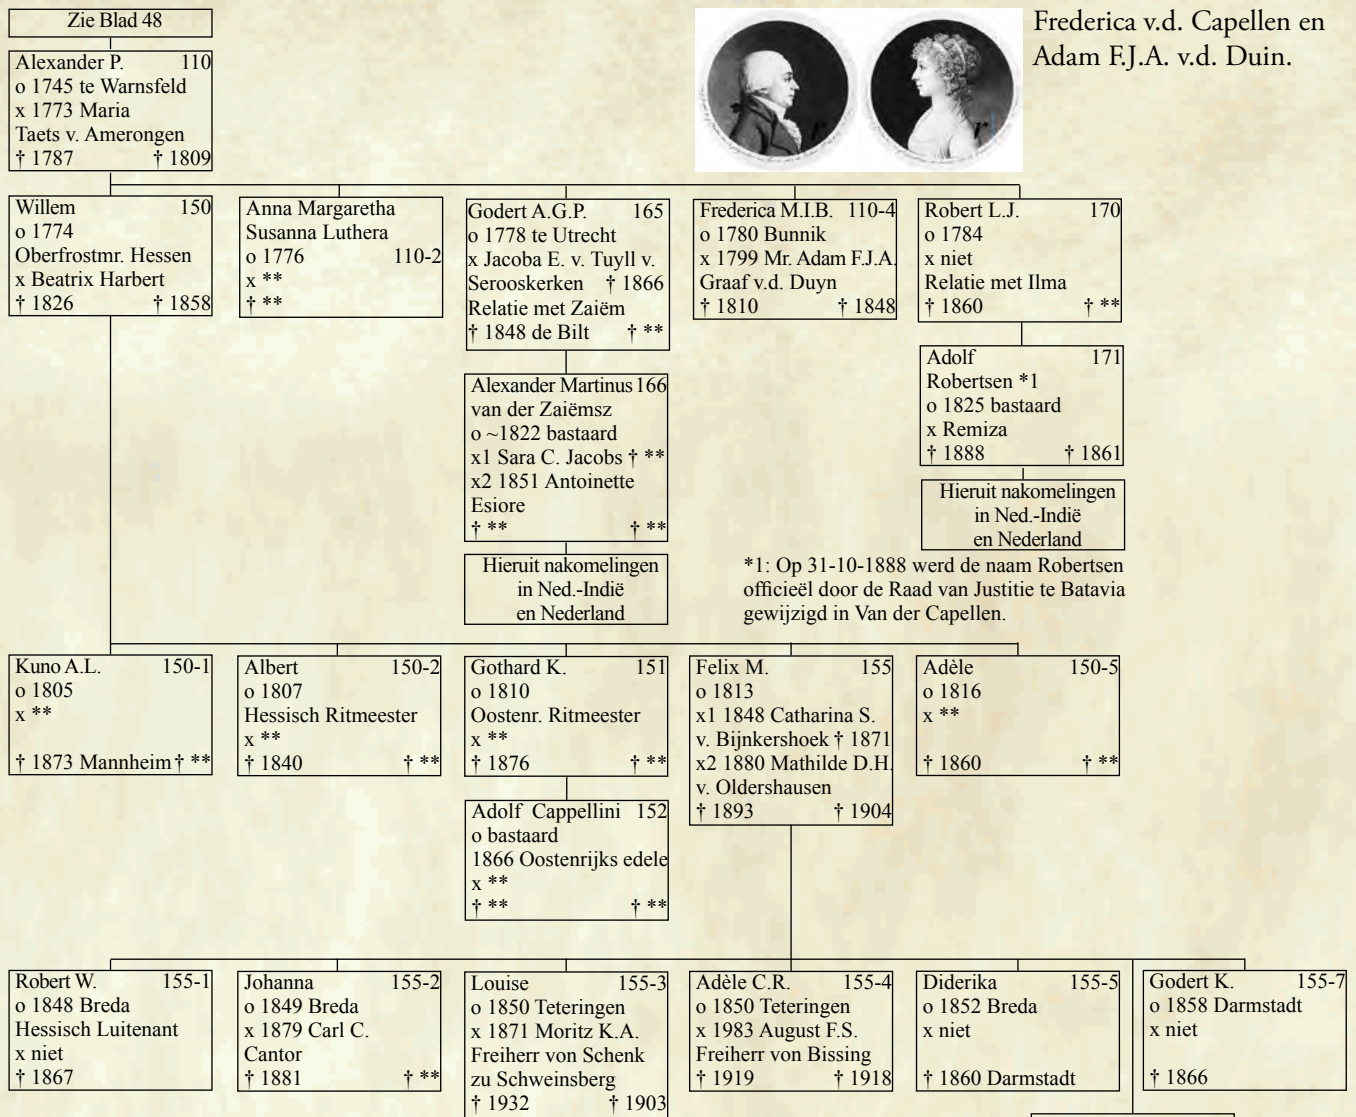 Zie Blad 48
Frederica v.d. Capellen en
Adam F.J.A. v.d. Duin.
Alexander P. 110
o 1745 te Warnsfeld
x 1773 Maria
Taets v. Amerongen
† 1787 † 1809
Willem 150
o 1774
Oberfrostmr. Hessen
x Beatrix Harbert
† 1826 † 1858
Anna Margaretha
Susanna Luthera
o 1776 110-2
x **
† **
Godert A.G.P. 165
o 1778 te Utrecht
x Jacoba E. v. Tuyll v.
Serooskerken † 1866
Relatie met Zaiëm
† 1848 de Bilt † **
Frederica M.I.B. 110-4
o 1780 Bunnik
x 1799 Mr. Adam F.J.A.
Graaf v.d. Duyn
† 1810 † 1848
Robert L.J. 170
o 1784
x niet
Relatie met Ilma
† 1860 † **
Alexander Martinus 166
van der Zaiëmsz
o ~1822 bastaard
x1 Sara C. Jacobs † **
x2 1851 Antoinette
Esiore
† ** † **
Hieruit nakomelingen
in Ned.-Indië
en Nederland
Adolf 171
Robertsen *1
o 1825 bastaard
x Remiza
† 1888 † 1861
Hieruit nakomelingen
in Ned.-Indië
en Nederland
*1: Op 31-10-1888 werd de naam Robertsen
officieël door de Raad van Justitie te Batavia
gewijzigd in Van der Capellen.
Kuno A.L. 150-1
o 1805
x **
† 1873 Mannheim † **
Albert 150-2
o 1807
Hessisch Ritmeester
x **
† 1840 † **
Gothard K. 151
o 1810
Oostenr. Ritmeester
x **
† 1876 † **
Felix M. 155
o 1813
x1 1848 Catharina S.
v. Bijnkershoek † 1871
x2 1880 Mathilde D.H.
v. Oldershausen
† 1893 † 1904
Adèle 150-5
o 1816
x **
† 1860 † **
Adolf Cappellini 152
o bastaard
1866 Oostenrijks edele
x **
† ** † **
Robert W. 155-1
o 1848 Breda
Hessisch Luitenant
x niet
† 1867
Johanna 155-2
o 1849 Breda
x 1879 Carl C.
Cantor
† 1881 † **
Louise 155-3
o 1850 Teteringen
x 1871 Moritz K.A.
Freiherr von Schenk
zu Schweinsberg
† 1932 † 1903
Adèle C.R. 155-4
o 1850 Teteringen
x 1983 August F.S.
Freiherr von Bissing
† 1919 † 1918
Diderika 155-5
o 1852 Breda
x niet
† 1860 Darmstadt
Godert K. 155-7
o 1858 Darmstadt
x niet
† 1866